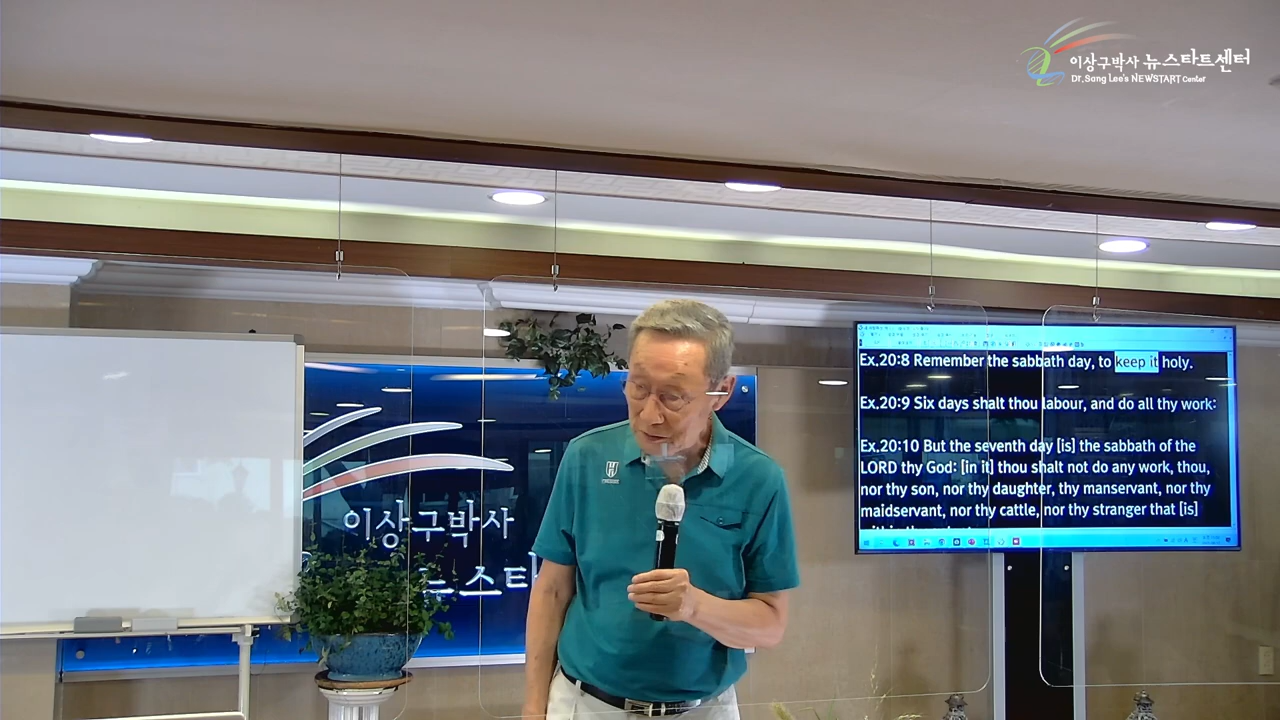 이상구박사 뉴스타트센터
Dr. Sang Lee's NEWSTART Center
Ex.20:8 Remember the sabbath day, to keep it holy.
Ex.20:9 Six days shalt thou labour, and do all thy work:
Ex.20:10 But the seventh day [is] the sabbath of the
LORD thy God: [in it] thou shalt not do any work, thou,
nor thy son, nor thy daughter, thy manservant, nor thy
maidservant, nor thy cattle, nor thy stranger that [is]
이상구박사
뉴스타